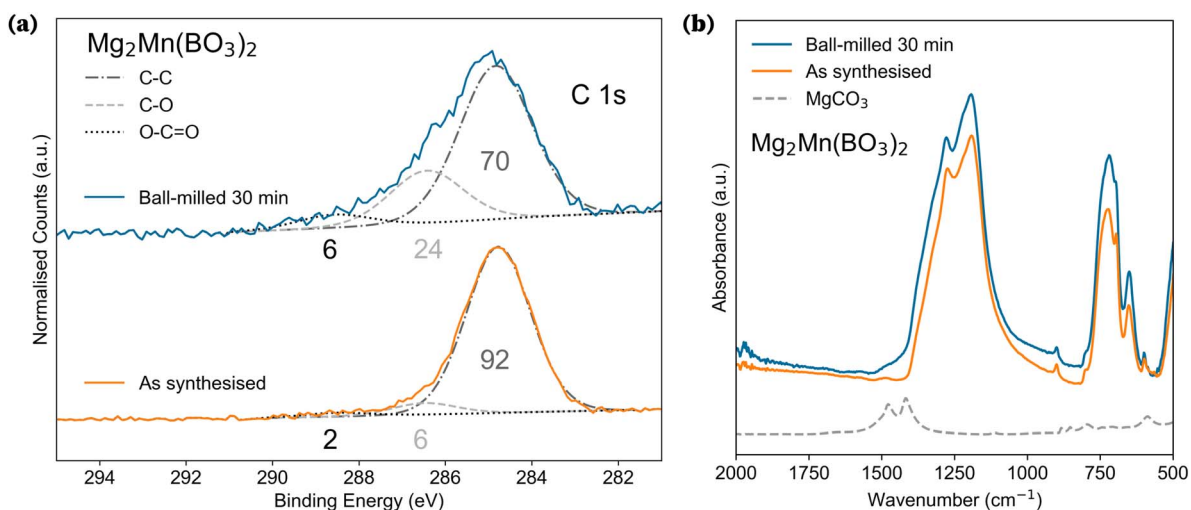 (a)
Mg₂Mn(BO₃)₂
C-C
C-O
O-C=O
Ball-milled 30 min
As synthesised
C 1s
70
6
24
92
2
6
Normalised Counts (a.u.)
294 292 290 288 286 284 282
Binding Energy (eV)
(b)
Ball-milled 30 min
As synthesised
MgCO₃
Mg₂Mn(BO₃)₂
Absorbance (a.u.)
2000 1750 1500 1250 1000 750 500
Wavenumber (cm⁻¹)